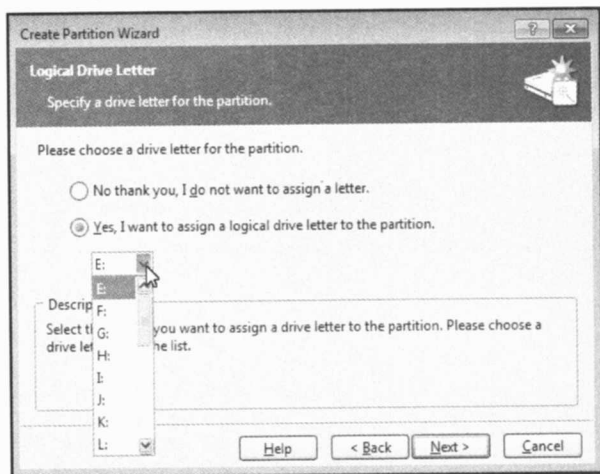 Create Partition Wizard
Logical Drive Letter
Specify a drive letter for the partition.
Please choose a drive letter for the partition.
No thank you, I do not want to assign a letter.
Yes, I want to assign a logical drive letter to the partition.
E:
E:
F:
G:
H:
I:
J:
K:
L:
Descrip
Select th you want to assign a drive letter to the partition. Please choose a
drive let he list.
Help < Back Next > Cancel